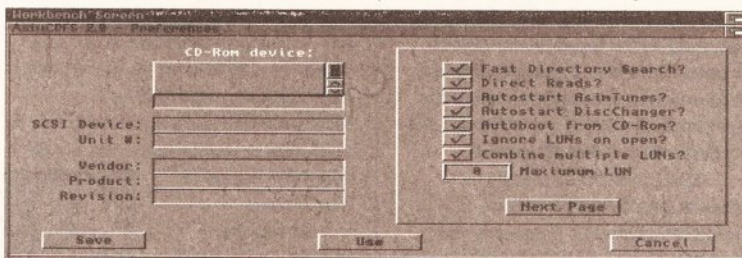 Workbench Screen
AsimCDFS 2.0 - Preferences
CD-Rom device:
SCSI Device:
Unit #:
Vendor:
Product:
Revision:
Fast Directory Search?
Direct Reads?
Autostart AsimTunes?
Autostart DiscChanger?
Autoboot from CD-Rom?
Ignore LUNs on open?
Combine multiple LUNs?
0 Maxiumum LUN
Next Page
Save
Use
Cancel